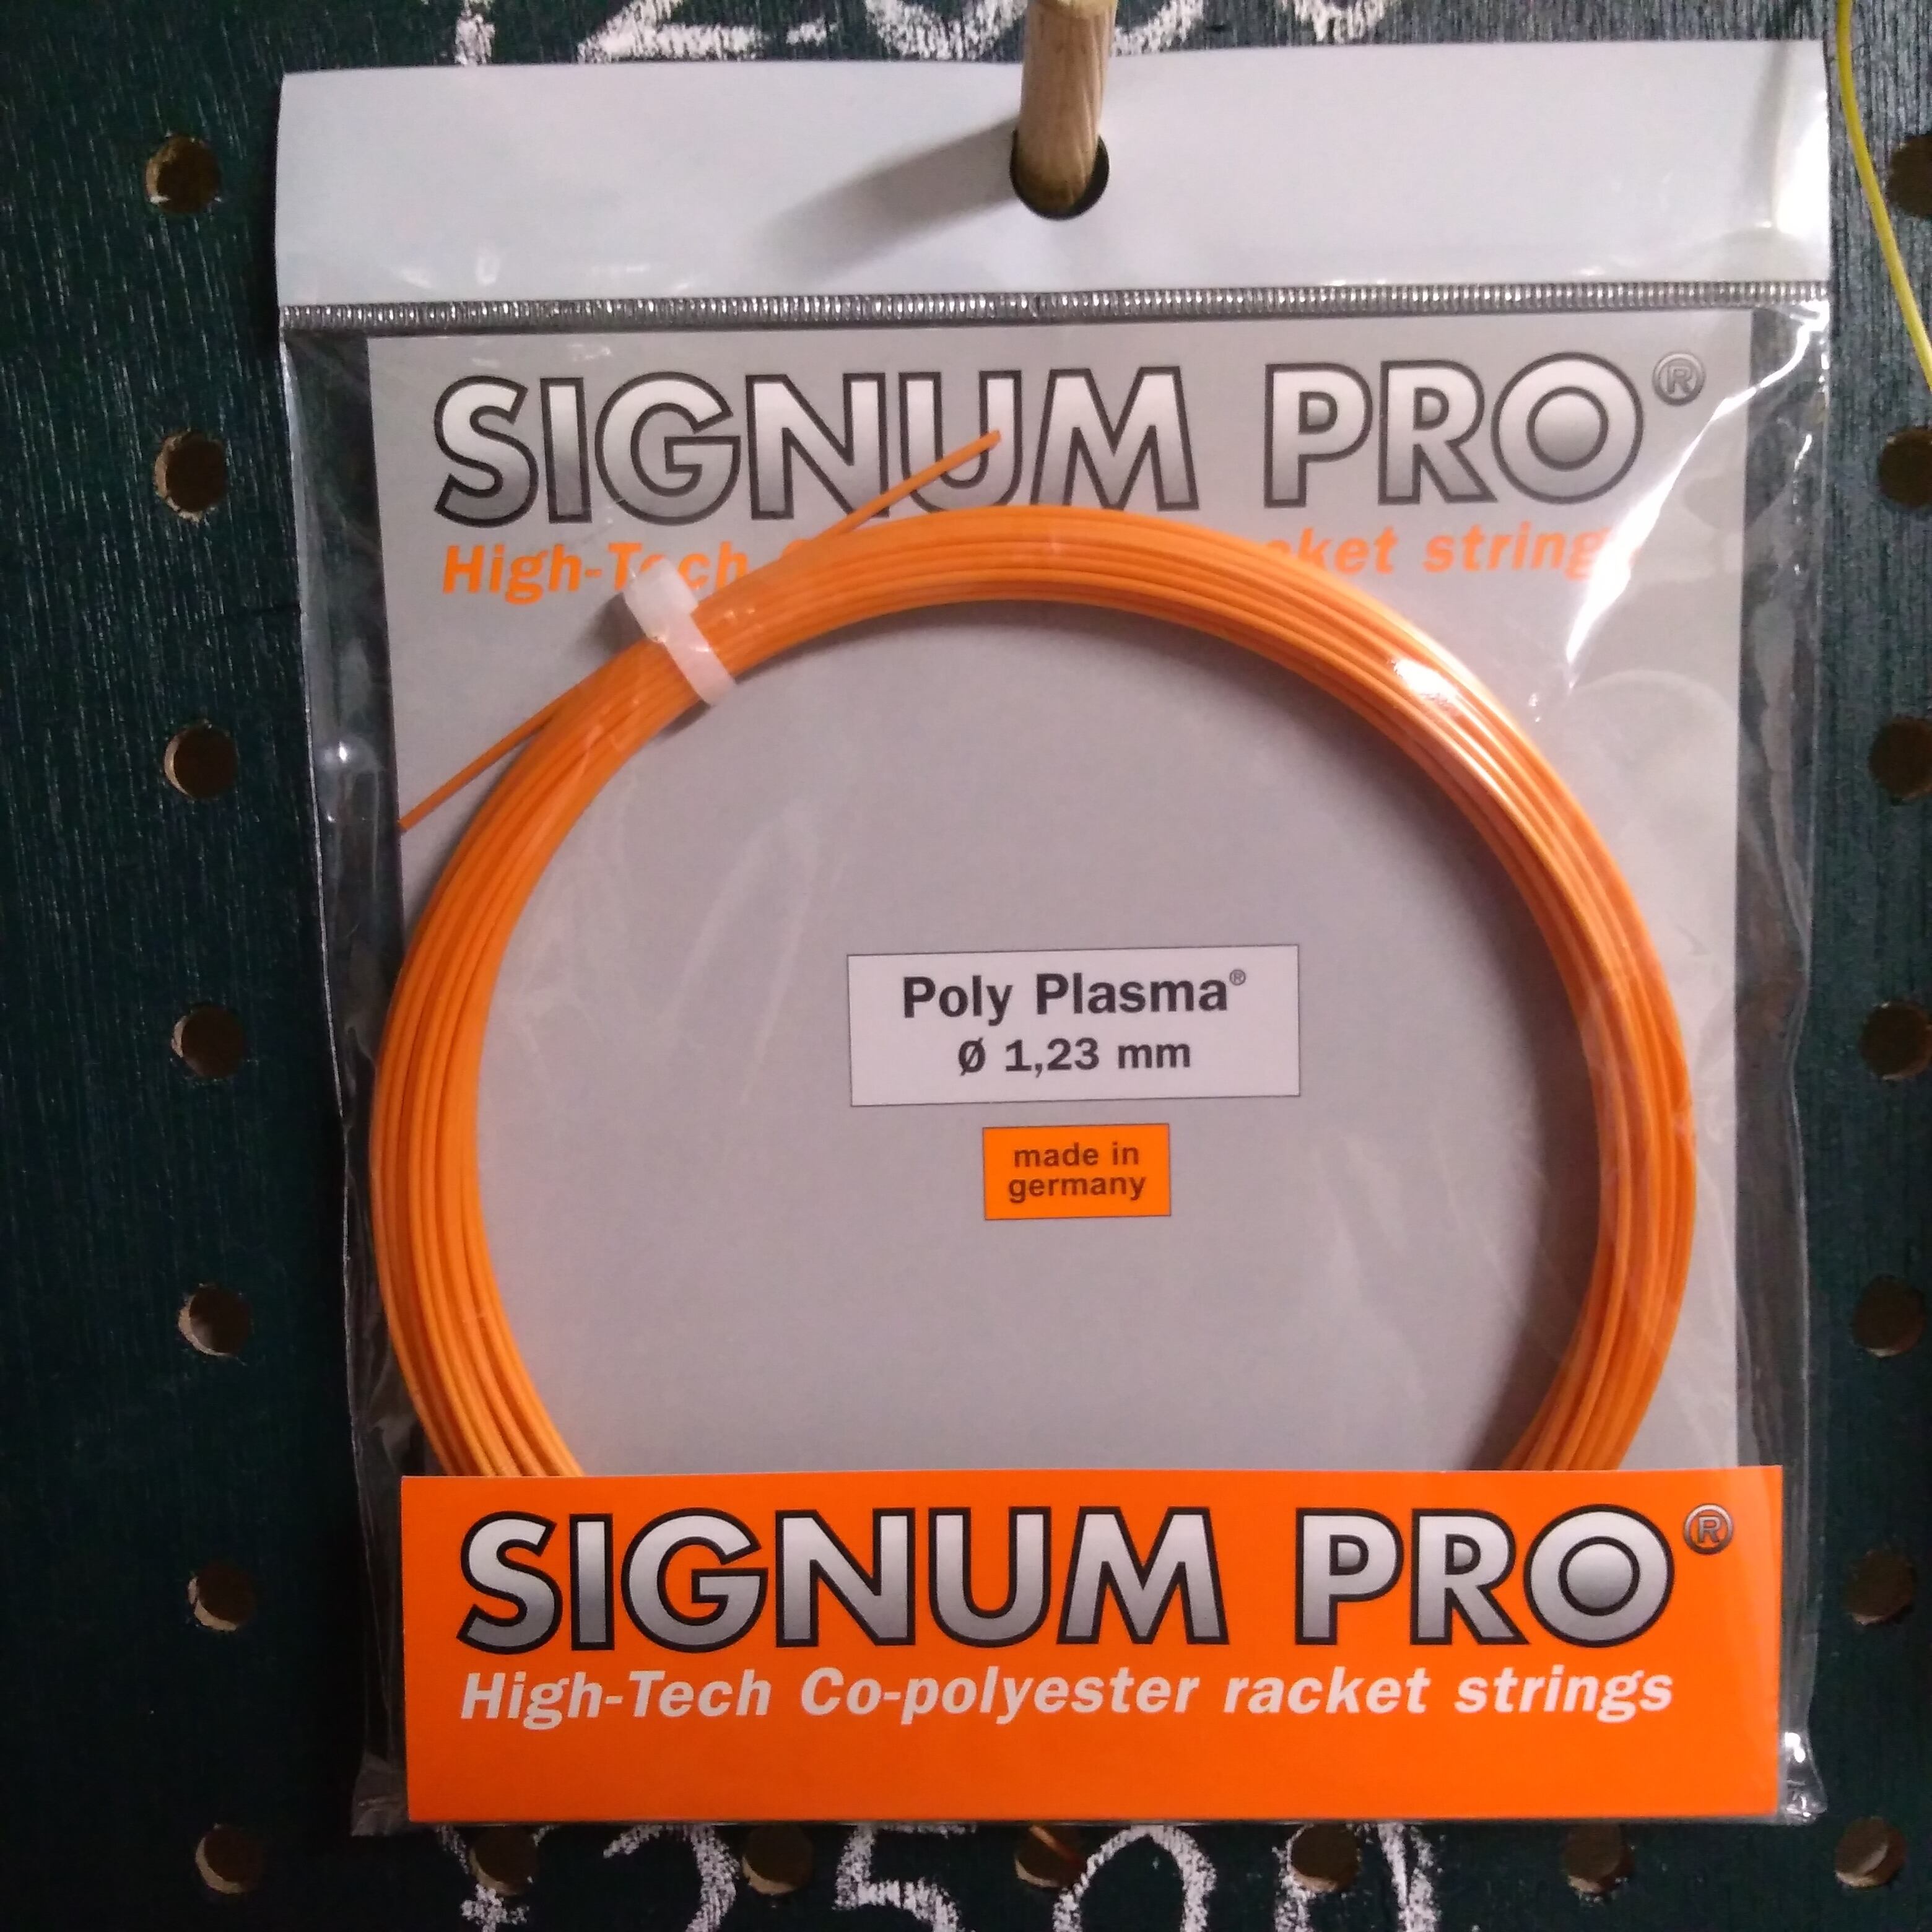 SIGNUM PRO®
High-Tech racket strings
Poly Plasma®
Ø 1,23 mm
made in
germany
SIGNUM PRO®
High-Tech Co-polyester racket strings